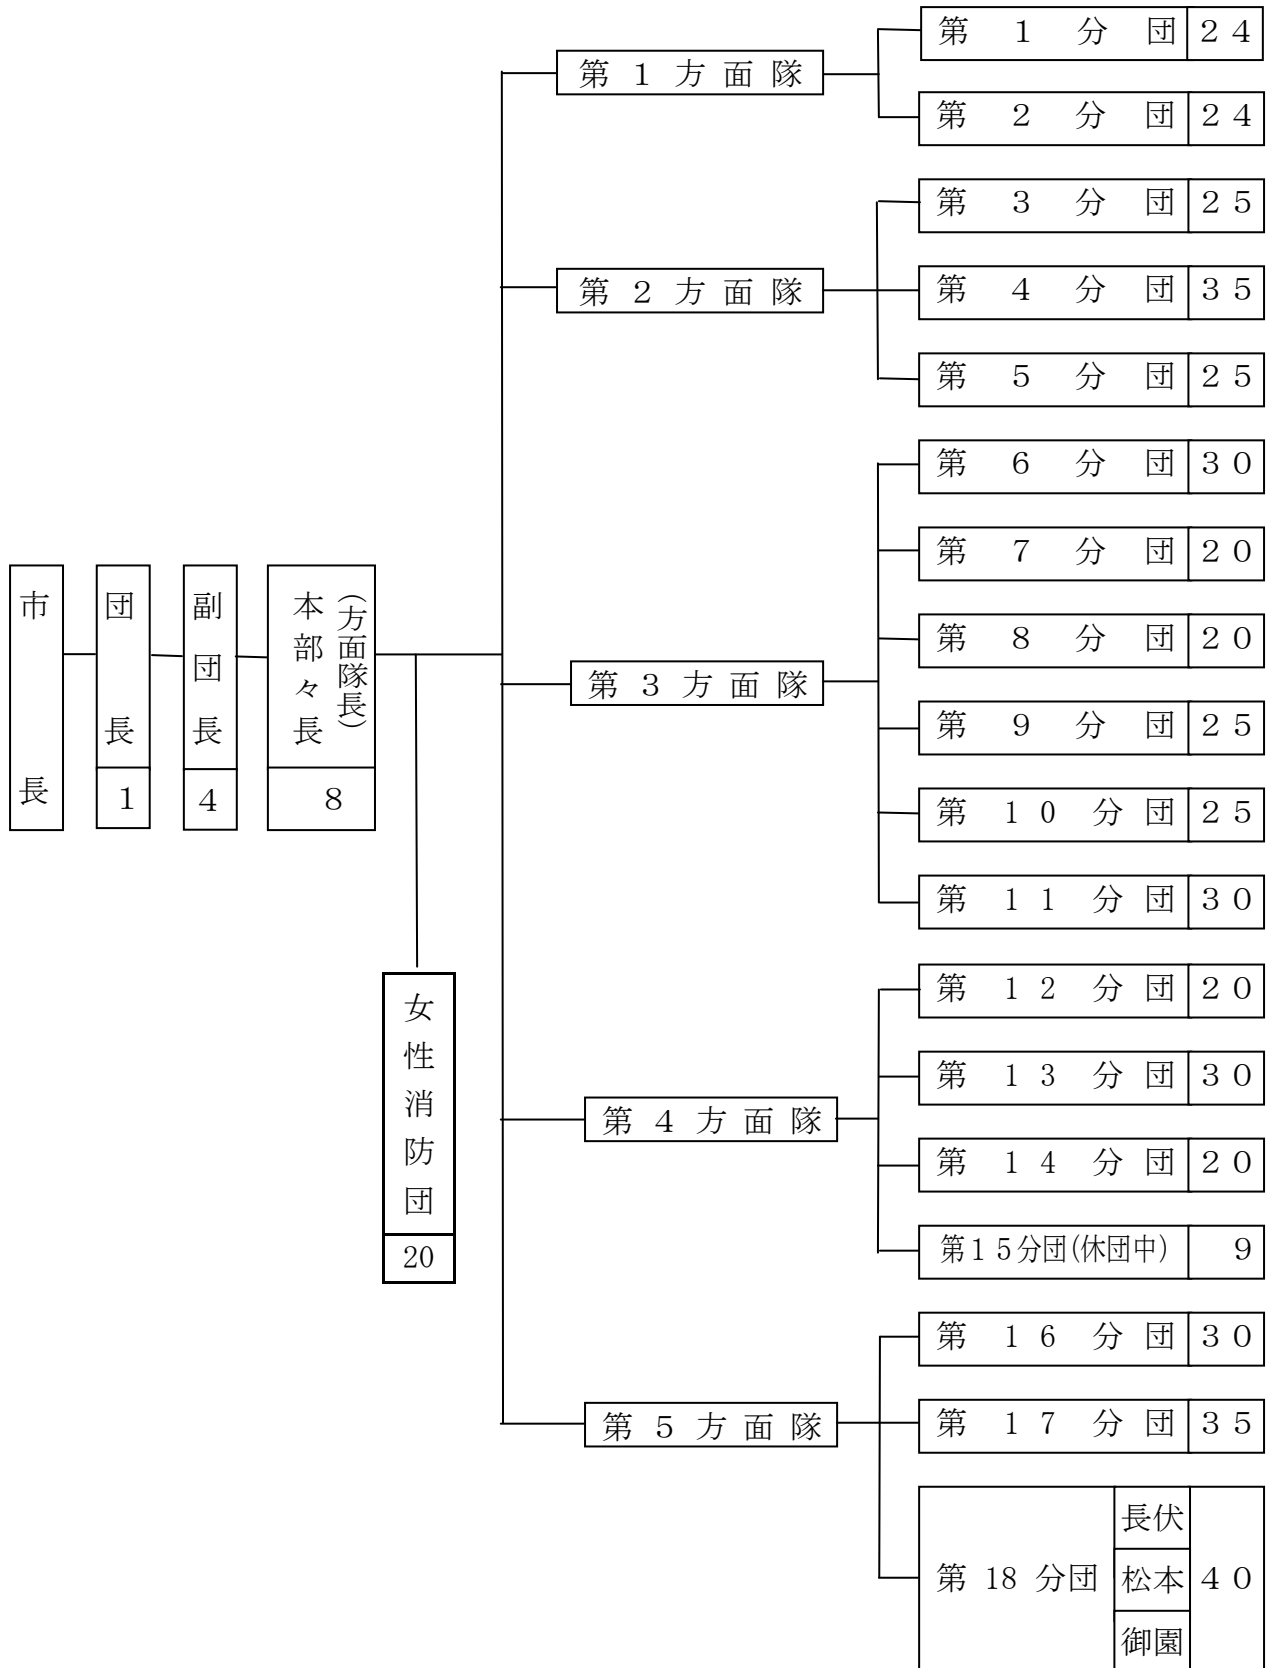 市長
団長
1
副団長
4
本部々長
(方面隊長)
8
女性消防団
20
第1方面隊
第1分団 24
第2分団 24
第2方面隊
第3分団 25
第4分団 35
第5分団 25
第3方面隊
第6分団 30
第7分団 20
第8分団 20
第9分団 25
第10分団 25
第11分団 30
第4方面隊
第12分団 20
第13分団 30
第14分団 20
第15分団(休団中) 9
第5方面隊
第16分団 30
第17分団 35
第18分団
長伏
松本
御園
40